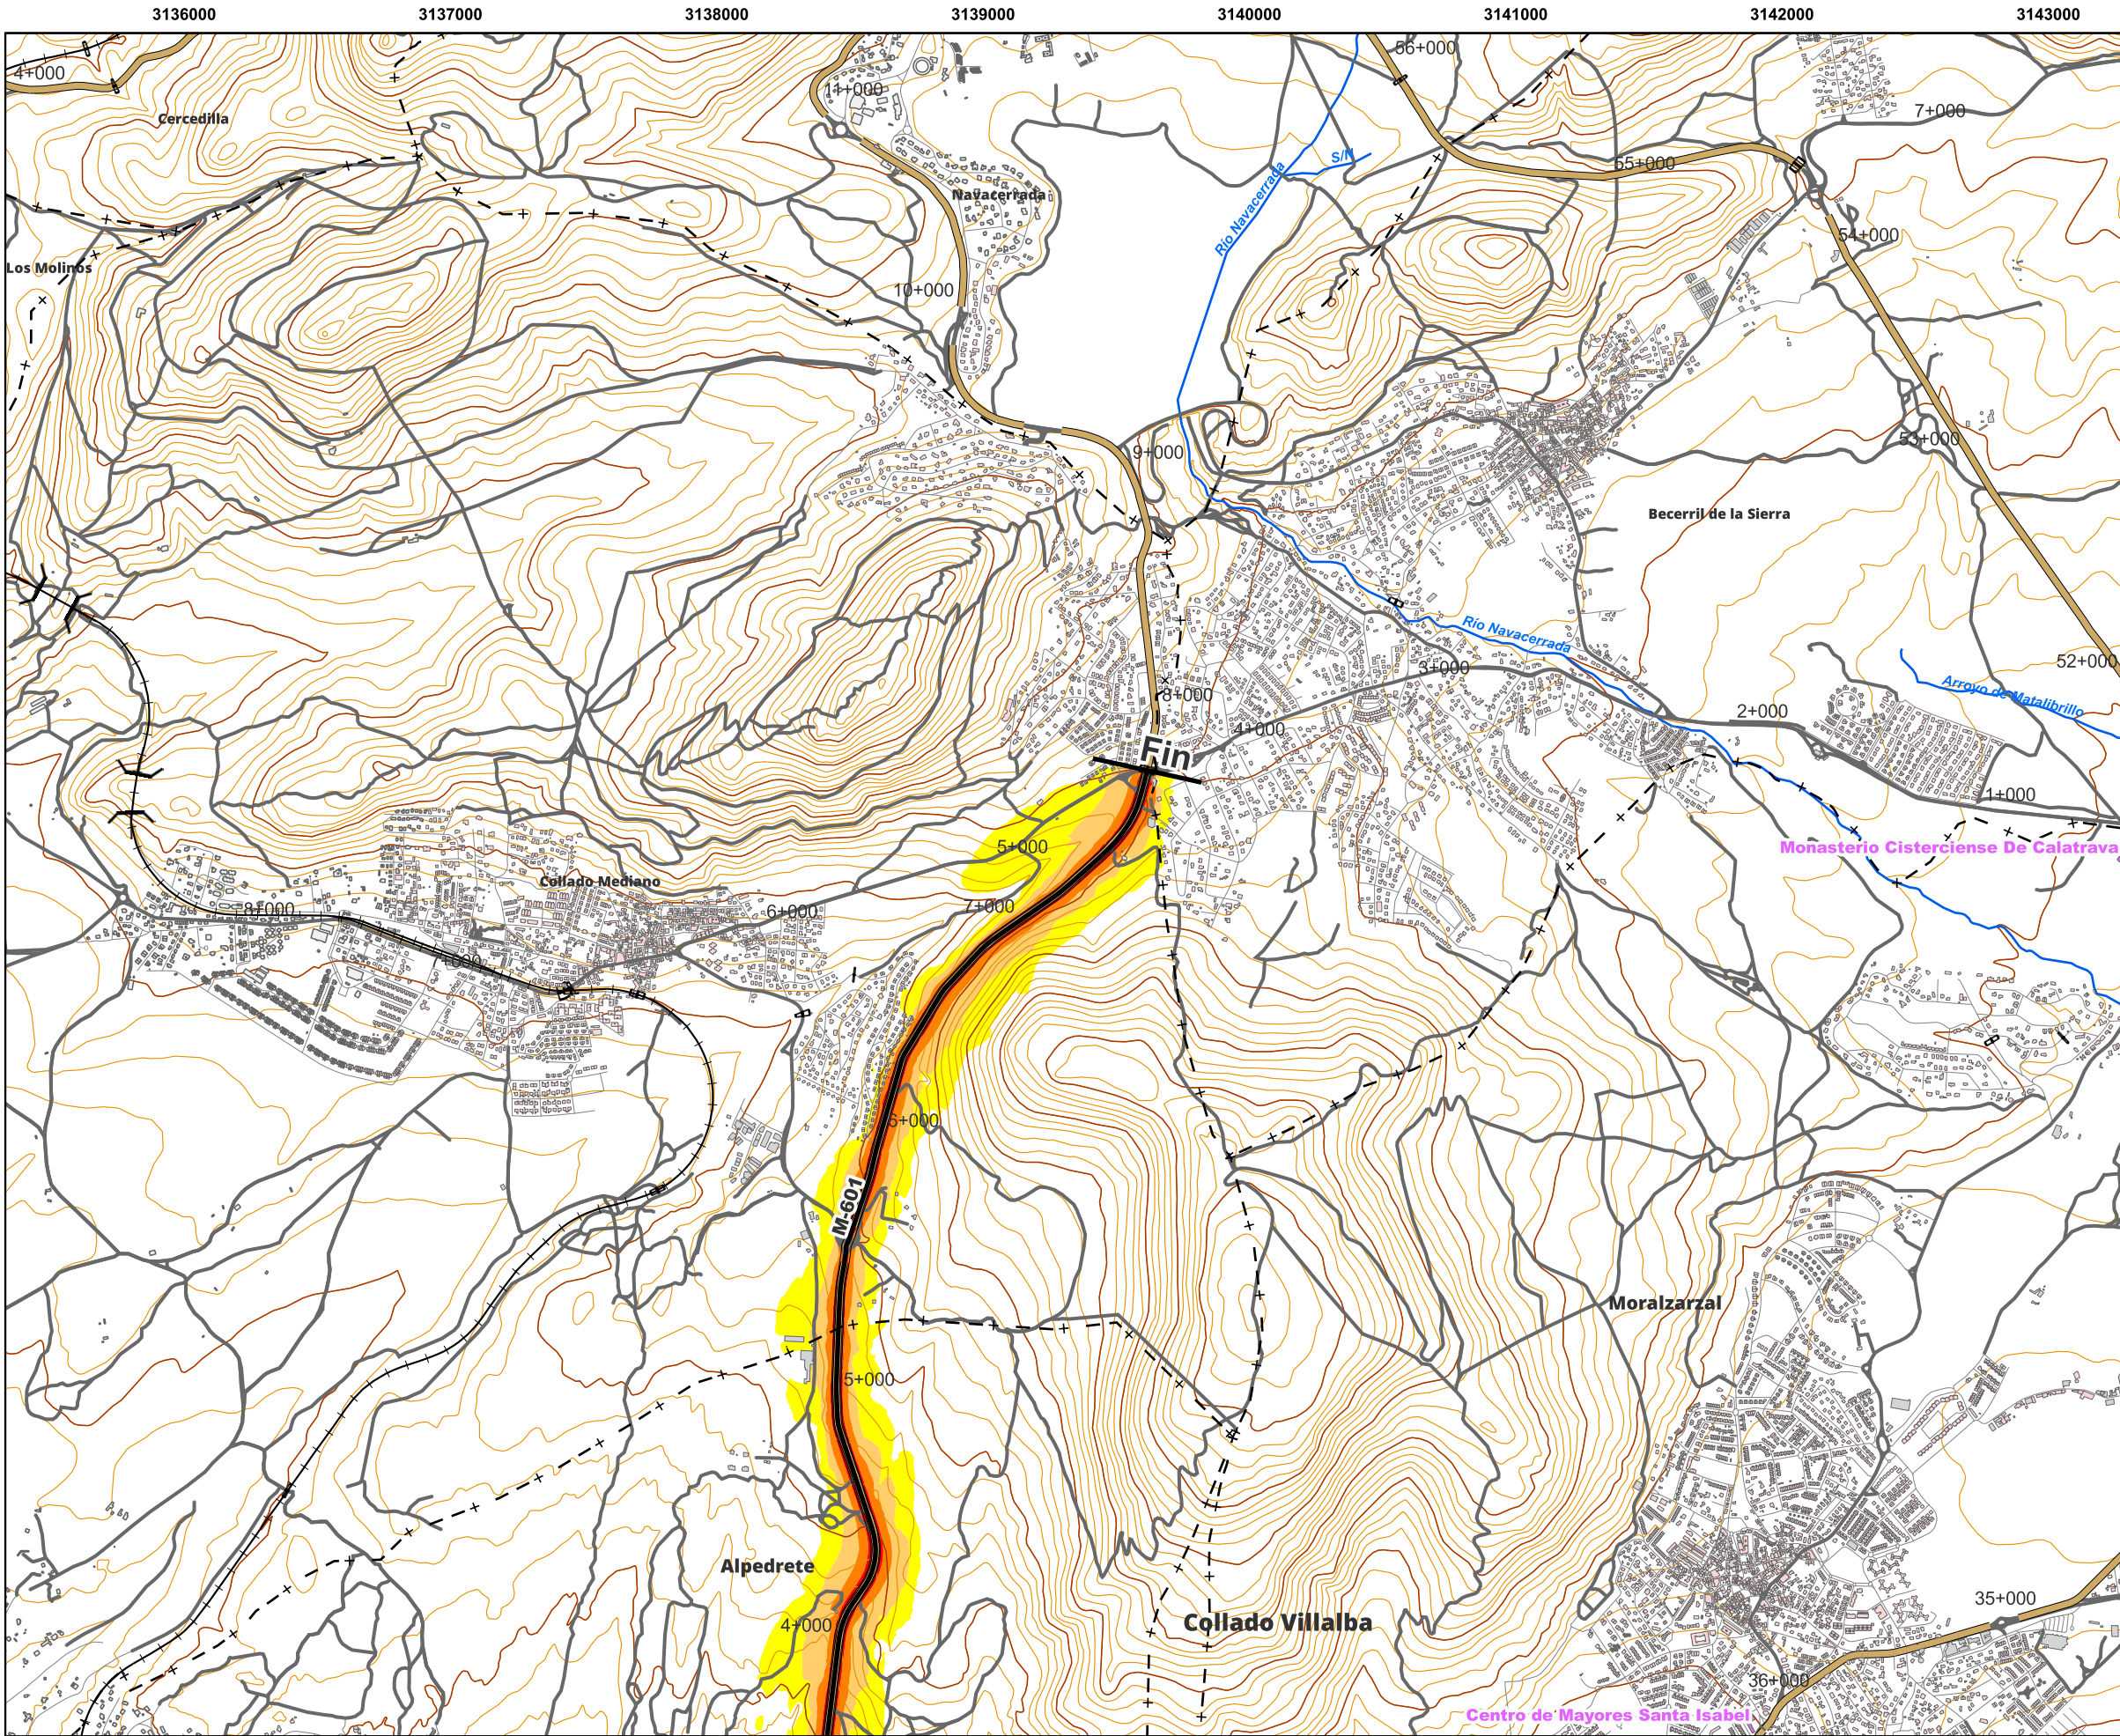 3136000 3137000 3138000 3139000 3140000 3141000 3142000 3143000
56+000
4+000
11+000
7+000
Cercedilla
S/N
55+000
Navacerrada
Río Navacerrada
54+000
Los Molinos
10+000
53+000
9+000
Becerril de la Sierra
Río Navacerrada
52+000
3+000
8+000
Arroyo de Matalibrillo
2+000
4+000
Fin
1+000
5+000
Monasterio Cisterciense De Calatrava
Collado Mediano
7+000
8+000
6+000
6+000
M-601
Moralzarzal
5+000
Alpedrete
35+000
Collado Villalba
4+000
36+000
Centro de Mayores Santa Isabel